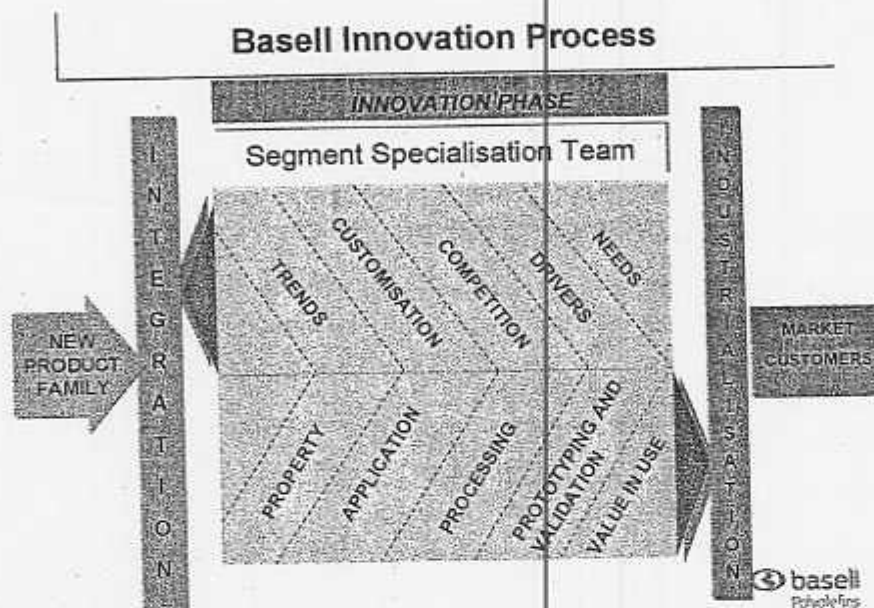 Basell Innovation Process
INNOVATION PHASE
Segment Specialisation Team
INTEGRATION
NEW
PRODUCT
FAMILY
TRENDS
CUSTOMISATION
COMPETITION
DRIVERS
NEEDS
PROPERTY
APPLICATION
PROCESSING
PROTOTYPING AND
VALIDATION
VALUE IN USE
INDUSTRIALISATION
MARKET
CUSTOMERS
basell
Polyolefins